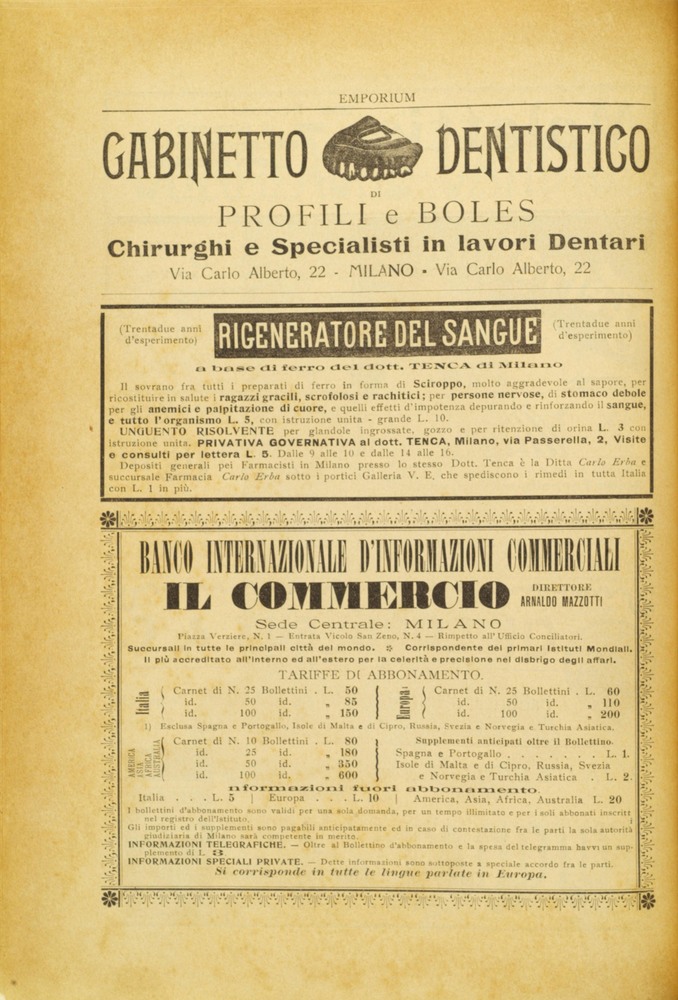 EMPORIUM
GABINETTO DENTISTICO
DI
PROFILI e BOLES
Chirurghi e Specialisti in lavori Dentari
Via Carlo Alberto, 22 - MILANO - Via Carlo Alberto, 22
(Trentadue anni d'esperimento) RIGENERATORE DEL SANGUE (Trentadue anni d'esperimento)
a base di ferro del dott. TENCA di Milano
Il sovrano fra tutti i preparati di ferro in forma di Sciroppo, molto aggradevole al sapore, per
ricostituire in salute i ragazzi gracili, scrofolosi e rachitici; per persone nervose, di stomaco debole
per gli anemici e palpitazione di cuore, e quelli effetti d'impotenza depurando e rinforzando il sangue,
e tutto l'organismo L. 5, con istruzione unita - grande L. 10.
UNGUENTO RISOLVENTE per glandole ingrossate, gozzo e per ritenzione di orina L. 3 con
istruzione unita. PRIVATIVA GOVERNATIVA al dott. TENCA, Milano, via Passerella, 2, Visite
e consulti per lettera L. 5. Dalle 9 alle 10 e dalle 14 alle 16.
Depositi generali pei Farmacisti in Milano presso lo stesso Dott. Tenca è la Ditta Carlo Erba e
succursale Farmacia Carlo Erba sotto i portici Galleria V. E. che spediscono i rimedi in tutta Italia
con L. 1 in più.
BANCO INTERNAZIONALE D'INFORMAZIONI COMMERCIALI
IL COMMERCIO DIRETTORE ARNALDO MAZZOTTI
Sede Centrale: MILANO
Piazza Verziere, N. 1 — Entrata Vicolo San Zeno, N. 4 — Rimpetto all'Ufficio Conciliatori.
Succursali in tutte le principali città del mondo. Corrispondente dei primari Istituti Mondiali.
Il più accreditato all'interno ed all'estero per la celerità e precisione nel disbrigo degli affari.
TARIFFE DI ABBONAMENTO.
Italia Carnet di N. 25 Bollettini . L. 50 Europa1) Carnet di N. 25 Bollettini . L. 60
id. 50 id. „ 85 id. 50 id. „ 110
id. 100 id. „ 150 id. 100 id. „ 200
1) Esclusa Spagna e Portogallo, Isole di Malta e di Cipro, Russia, Svezia e Norvegia e Turchia Asiatica.
AMERICA ASIA AFRICA AUSTRALIA Carnet di N. 10 Bollettini . L. 80 Supplementi anticipati oltre il Bollettino.
id. 25 id. „ 180 Spagna e Portogallo . . . . . . . L. 1.
id. 50 id. „ 350 Isole di Malta e di Cipro, Russia, Svezia
id. 100 id. „ 600 e Norvegia e Turchia Asiatica . L. 2.
nformazioni fuori abbonamento.
Italia . . . L. 5 | Europa . . . L. 10 | America, Asia, Africa, Australia L. 20
I bollettini d'abbonamento sono validi per una sola domanda, per un tempo illimitato e per i soli abbonati inscritti
nel registro dell'Istituto.
Gli importi ed i supplementi sono pagabili anticipatamente ed in caso di contestazione fra le parti la sola autorità
giudiziaria di Milano sarà competente in merito.
INFORMAZIONI TELEGRAFICHE. — Oltre al Bollettino d'abbonamento e la spesa del telegramma havvi un sup-
plemento di L. 3
INFORMAZIONI SPECIALI PRIVATE. — Dette informazioni sono sottoposte a speciale accordo fra le parti.
Si corrisponde in tutte le lingue parlate in Europa.